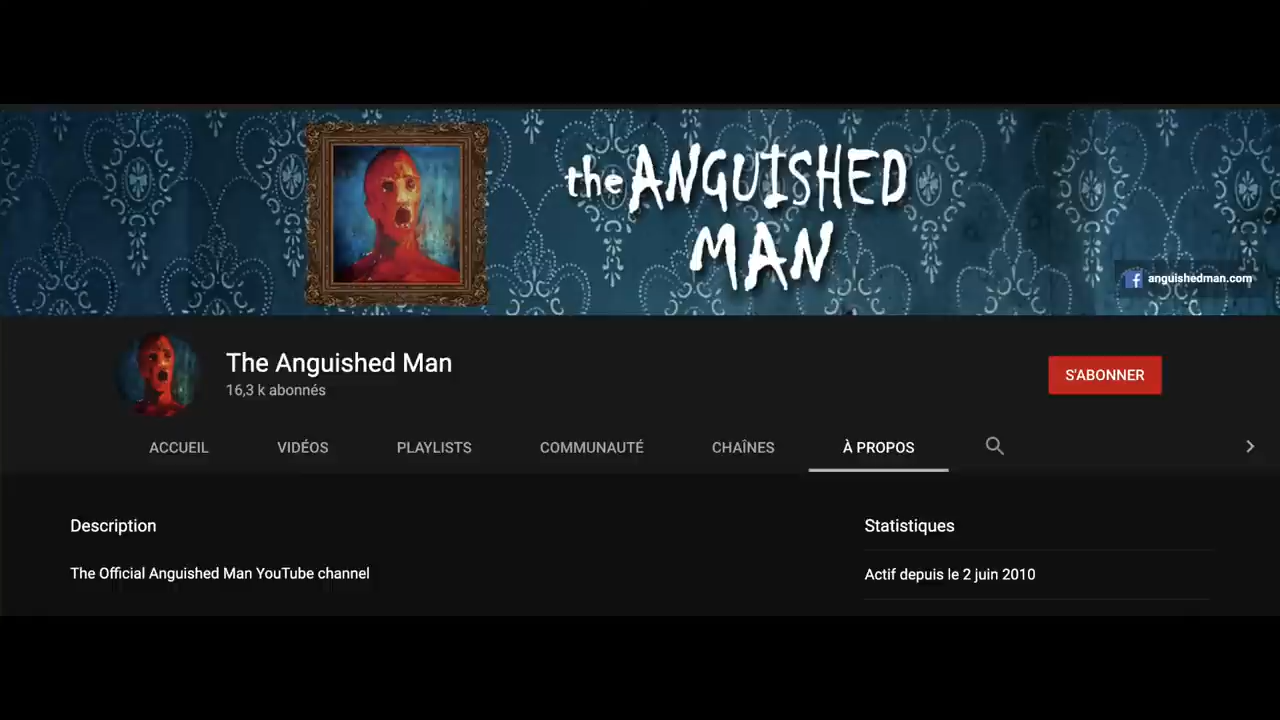 the ANGUISHED
MAN
anguishedman.com
The Anguished Man
16,3 k abonnés
S'ABONNER
ACCUEIL VIDÉOS PLAYLISTS COMMUNAUTÉ CHAÎNES À PROPOS
Description Statistiques
The Official Anguished Man YouTube channel Actif depuis le 2 juin 2010